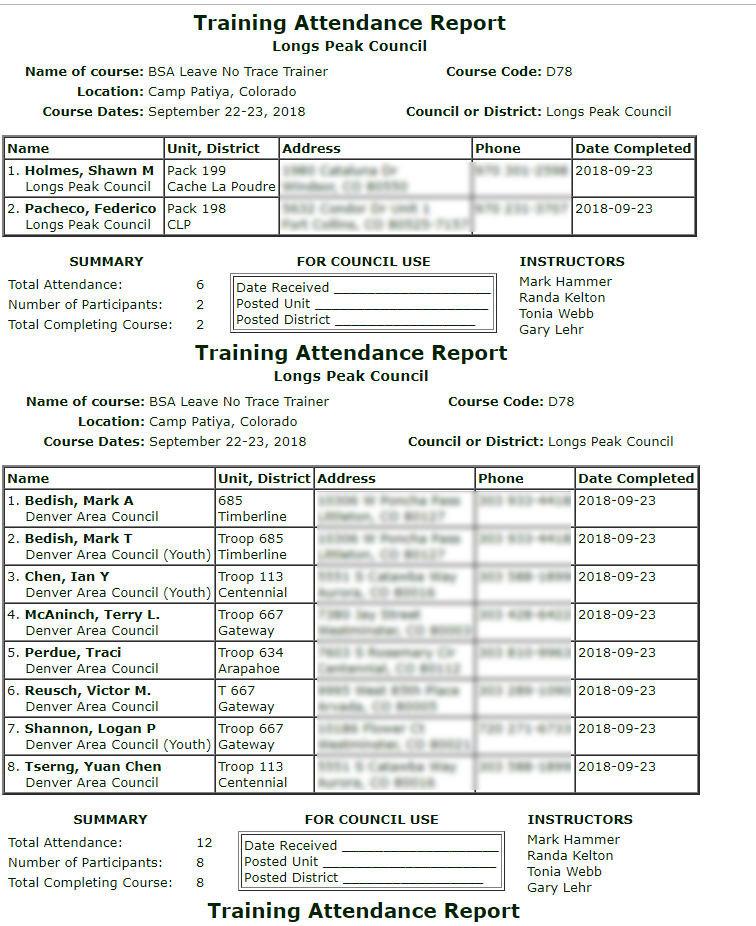 Training Attendance Report
Longs Peak Council
Name of course: BSA Leave No Trace Trainer Course Code: D78
Location: Camp Patiya, Colorado
Course Dates: September 22-23, 2018 Council or District: Longs Peak Council
Name Unit, District Address Phone Date Completed
1. Holmes, Shawn M Pack 199 2018-09-23
Longs Peak Council Cache La Poudre
2. Pacheco, Federico Pack 198 2018-09-23
Longs Peak Council CLP
SUMMARY FOR COUNCIL USE INSTRUCTORS
Total Attendance: 6 Date Received Mark Hammer
Number of Participants: 2 Posted Unit Randa Kelton
Total Completing Course: 2 Posted District Tonia Webb
Gary Lehr
Training Attendance Report
Longs Peak Council
Name of course: BSA Leave No Trace Trainer Course Code: D78
Location: Camp Patiya, Colorado
Course Dates: September 22-23, 2018 Council or District: Longs Peak Council
Name Unit, District Address Phone Date Completed
1. Bedish, Mark A 685 2018-09-23
Denver Area Council Timberline
2. Bedish, Mark T Troop 685 2018-09-23
Denver Area Council (Youth) Timberline
3. Chen, Ian Y Troop 113 2018-09-23
Denver Area Council (Youth) Centennial
4. McAninch, Terry L. Troop 667 2018-09-23
Denver Area Council Gateway
5. Perdue, Traci Troop 634 2018-09-23
Denver Area Council Arapahoe
6. Reusch, Victor M. T 667 2018-09-23
Denver Area Council Gateway
7. Shannon, Logan P Troop 667 2018-09-23
Denver Area Council (Youth) Gateway
8. Tserng, Yuan Chen Troop 113 2018-09-23
Denver Area Council Centennial
SUMMARY FOR COUNCIL USE INSTRUCTORS
Total Attendance: 12 Date Received Mark Hammer
Number of Participants: 8 Posted Unit Randa Kelton
Total Completing Course: 8 Posted District Tonia Webb
Gary Lehr
Training Attendance Report